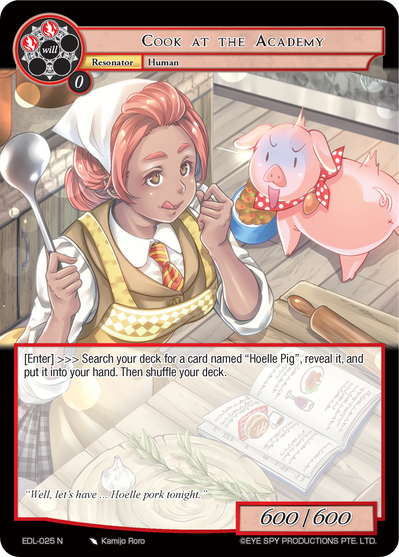 Cook at the Academy
will
Resonator
Human
0
[Enter] >>> Search your deck for a card named “Hoelle Pig”, reveal it, and
put it into your hand. Then shuffle your deck.
“Well, let’s have ... Hoelle pork tonight.”
600/600
EDL-025 N
Kamijo Roro
©EYE SPY PRODUCTIONS PTE. LTD.